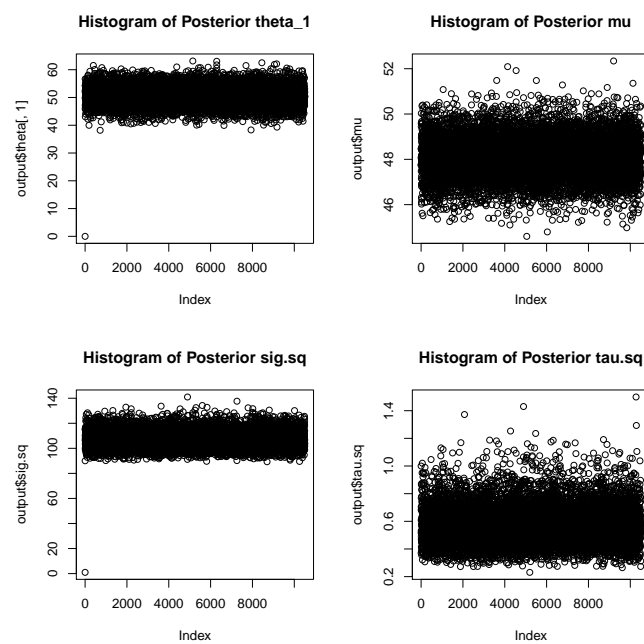 Histogram of Posterior theta_1
output$theta[, 1]
0 10 20 30 40 50 60
0 2000 4000 6000 8000
Index
Histogram of Posterior mu
output$mu
46 48 50 52
0 2000 4000 6000 8000
Index
Histogram of Posterior sig.sq
output$sig.sq
0 20 60 100 140
0 2000 4000 6000 8000
Index
Histogram of Posterior tau.sq
output$tau.sq
0.2 0.6 1.0 1.4
0 2000 4000 6000 8000
Index